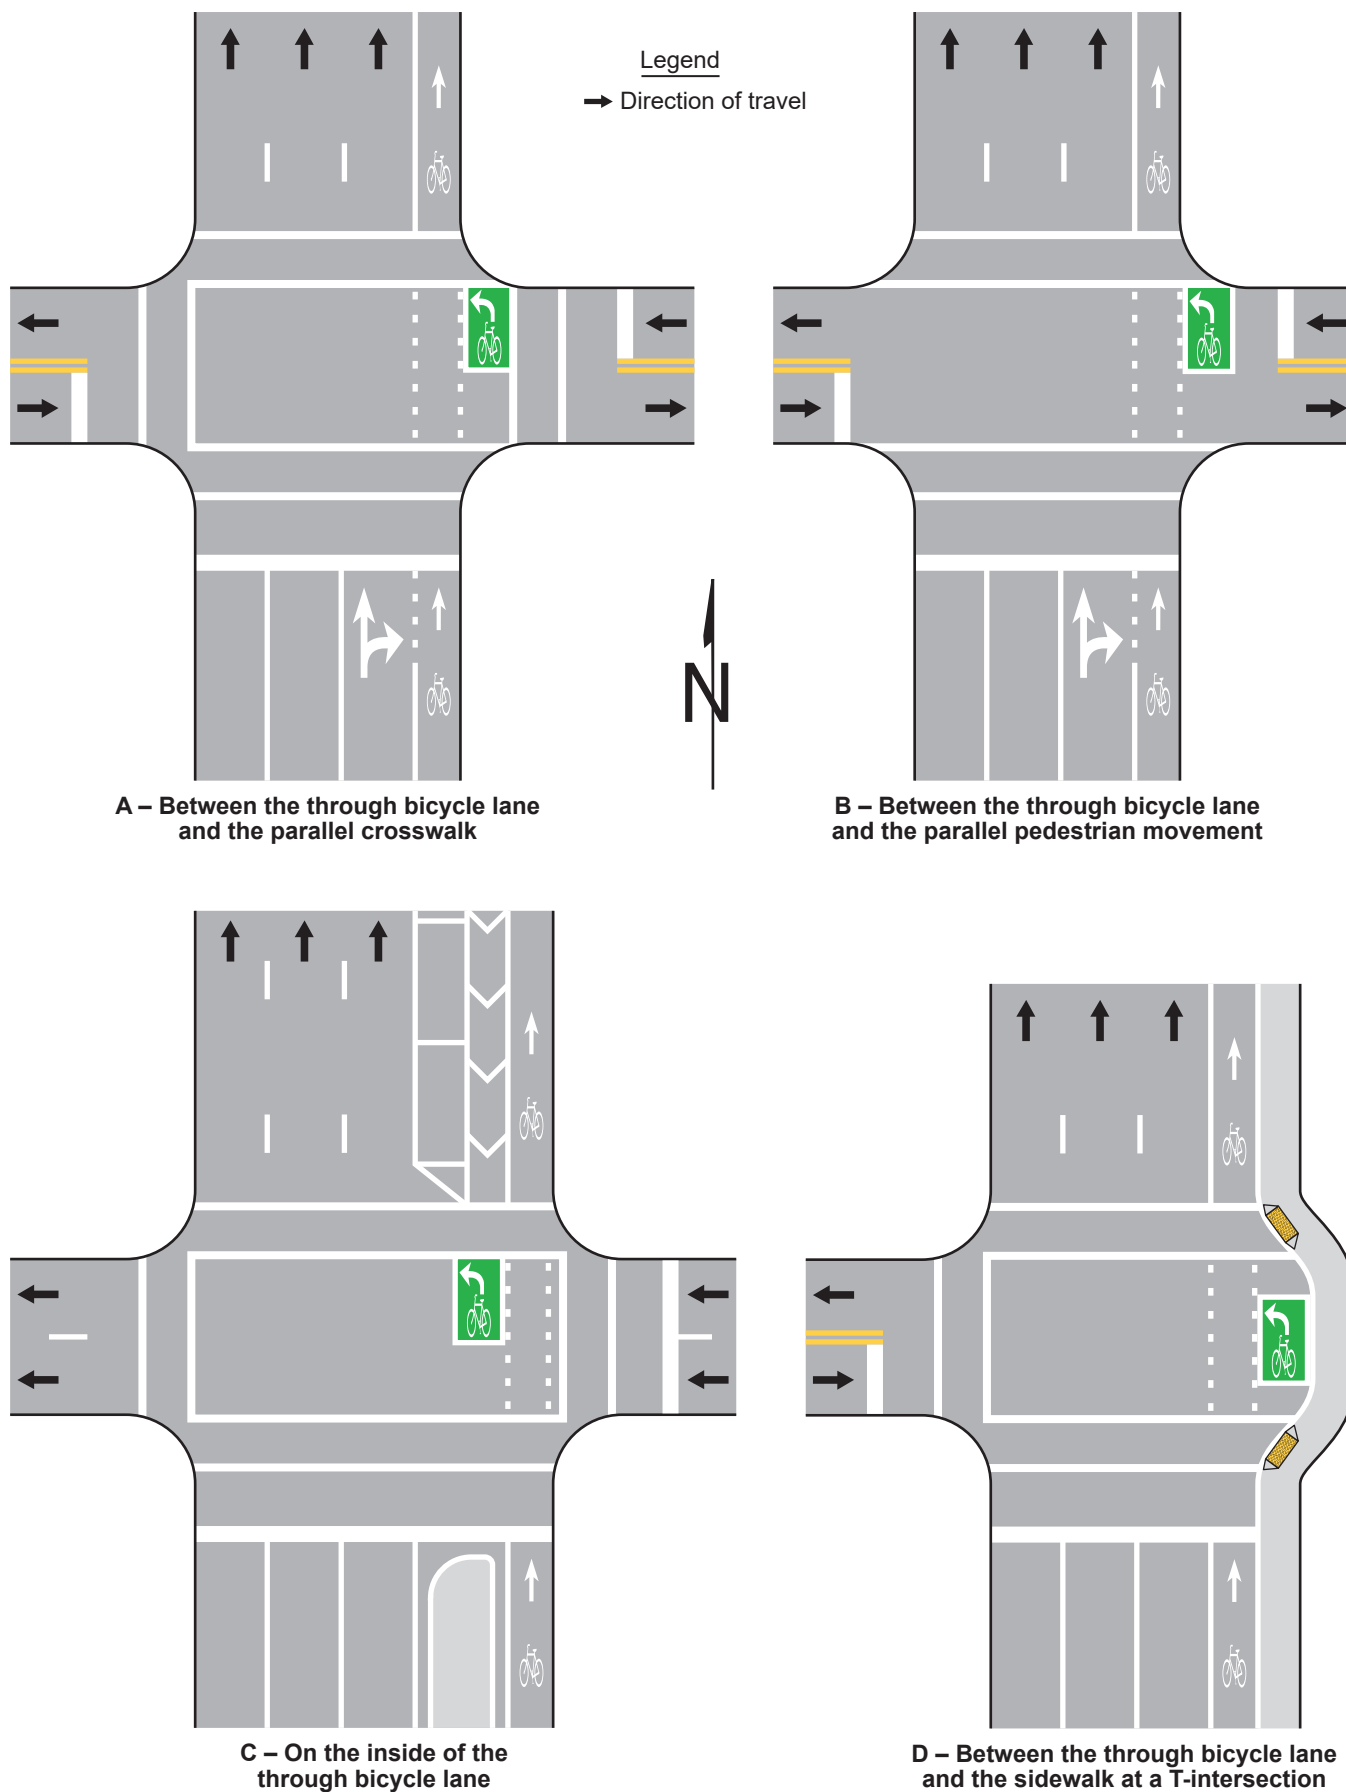 Legend
Direction of travel
N
A – Between the through bicycle lane
and the parallel crosswalk
B – Between the through bicycle lane
and the parallel pedestrian movement
C – On the inside of the
through bicycle lane
D – Between the through bicycle lane
and the sidewalk at a T-intersection